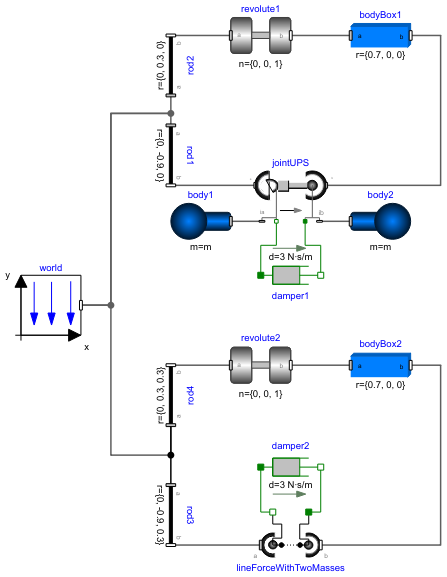 revolute1
bodyBox1
a
b
a
b
n={0, 0, 1}
r={0.7, 0, 0}
rod2
r={0, 0.3, 0}
b
a
rod1
r={0, -0.9, 0}
a
b
jointUPS
body1
body2
ia
ib
m=m
m=m
d=3 N·s/m
damper1
world
y
x
revolute2
bodyBox2
a
b
a
b
n={0, 0, 1}
r={0.7, 0, 0}
rod4
r={0, 0.3, 0.3}
b
a
damper2
d=3 N·s/m
rod3
r={0, -0.9, 0.3}
a
b
a
b
lineForceWithTwoMasses